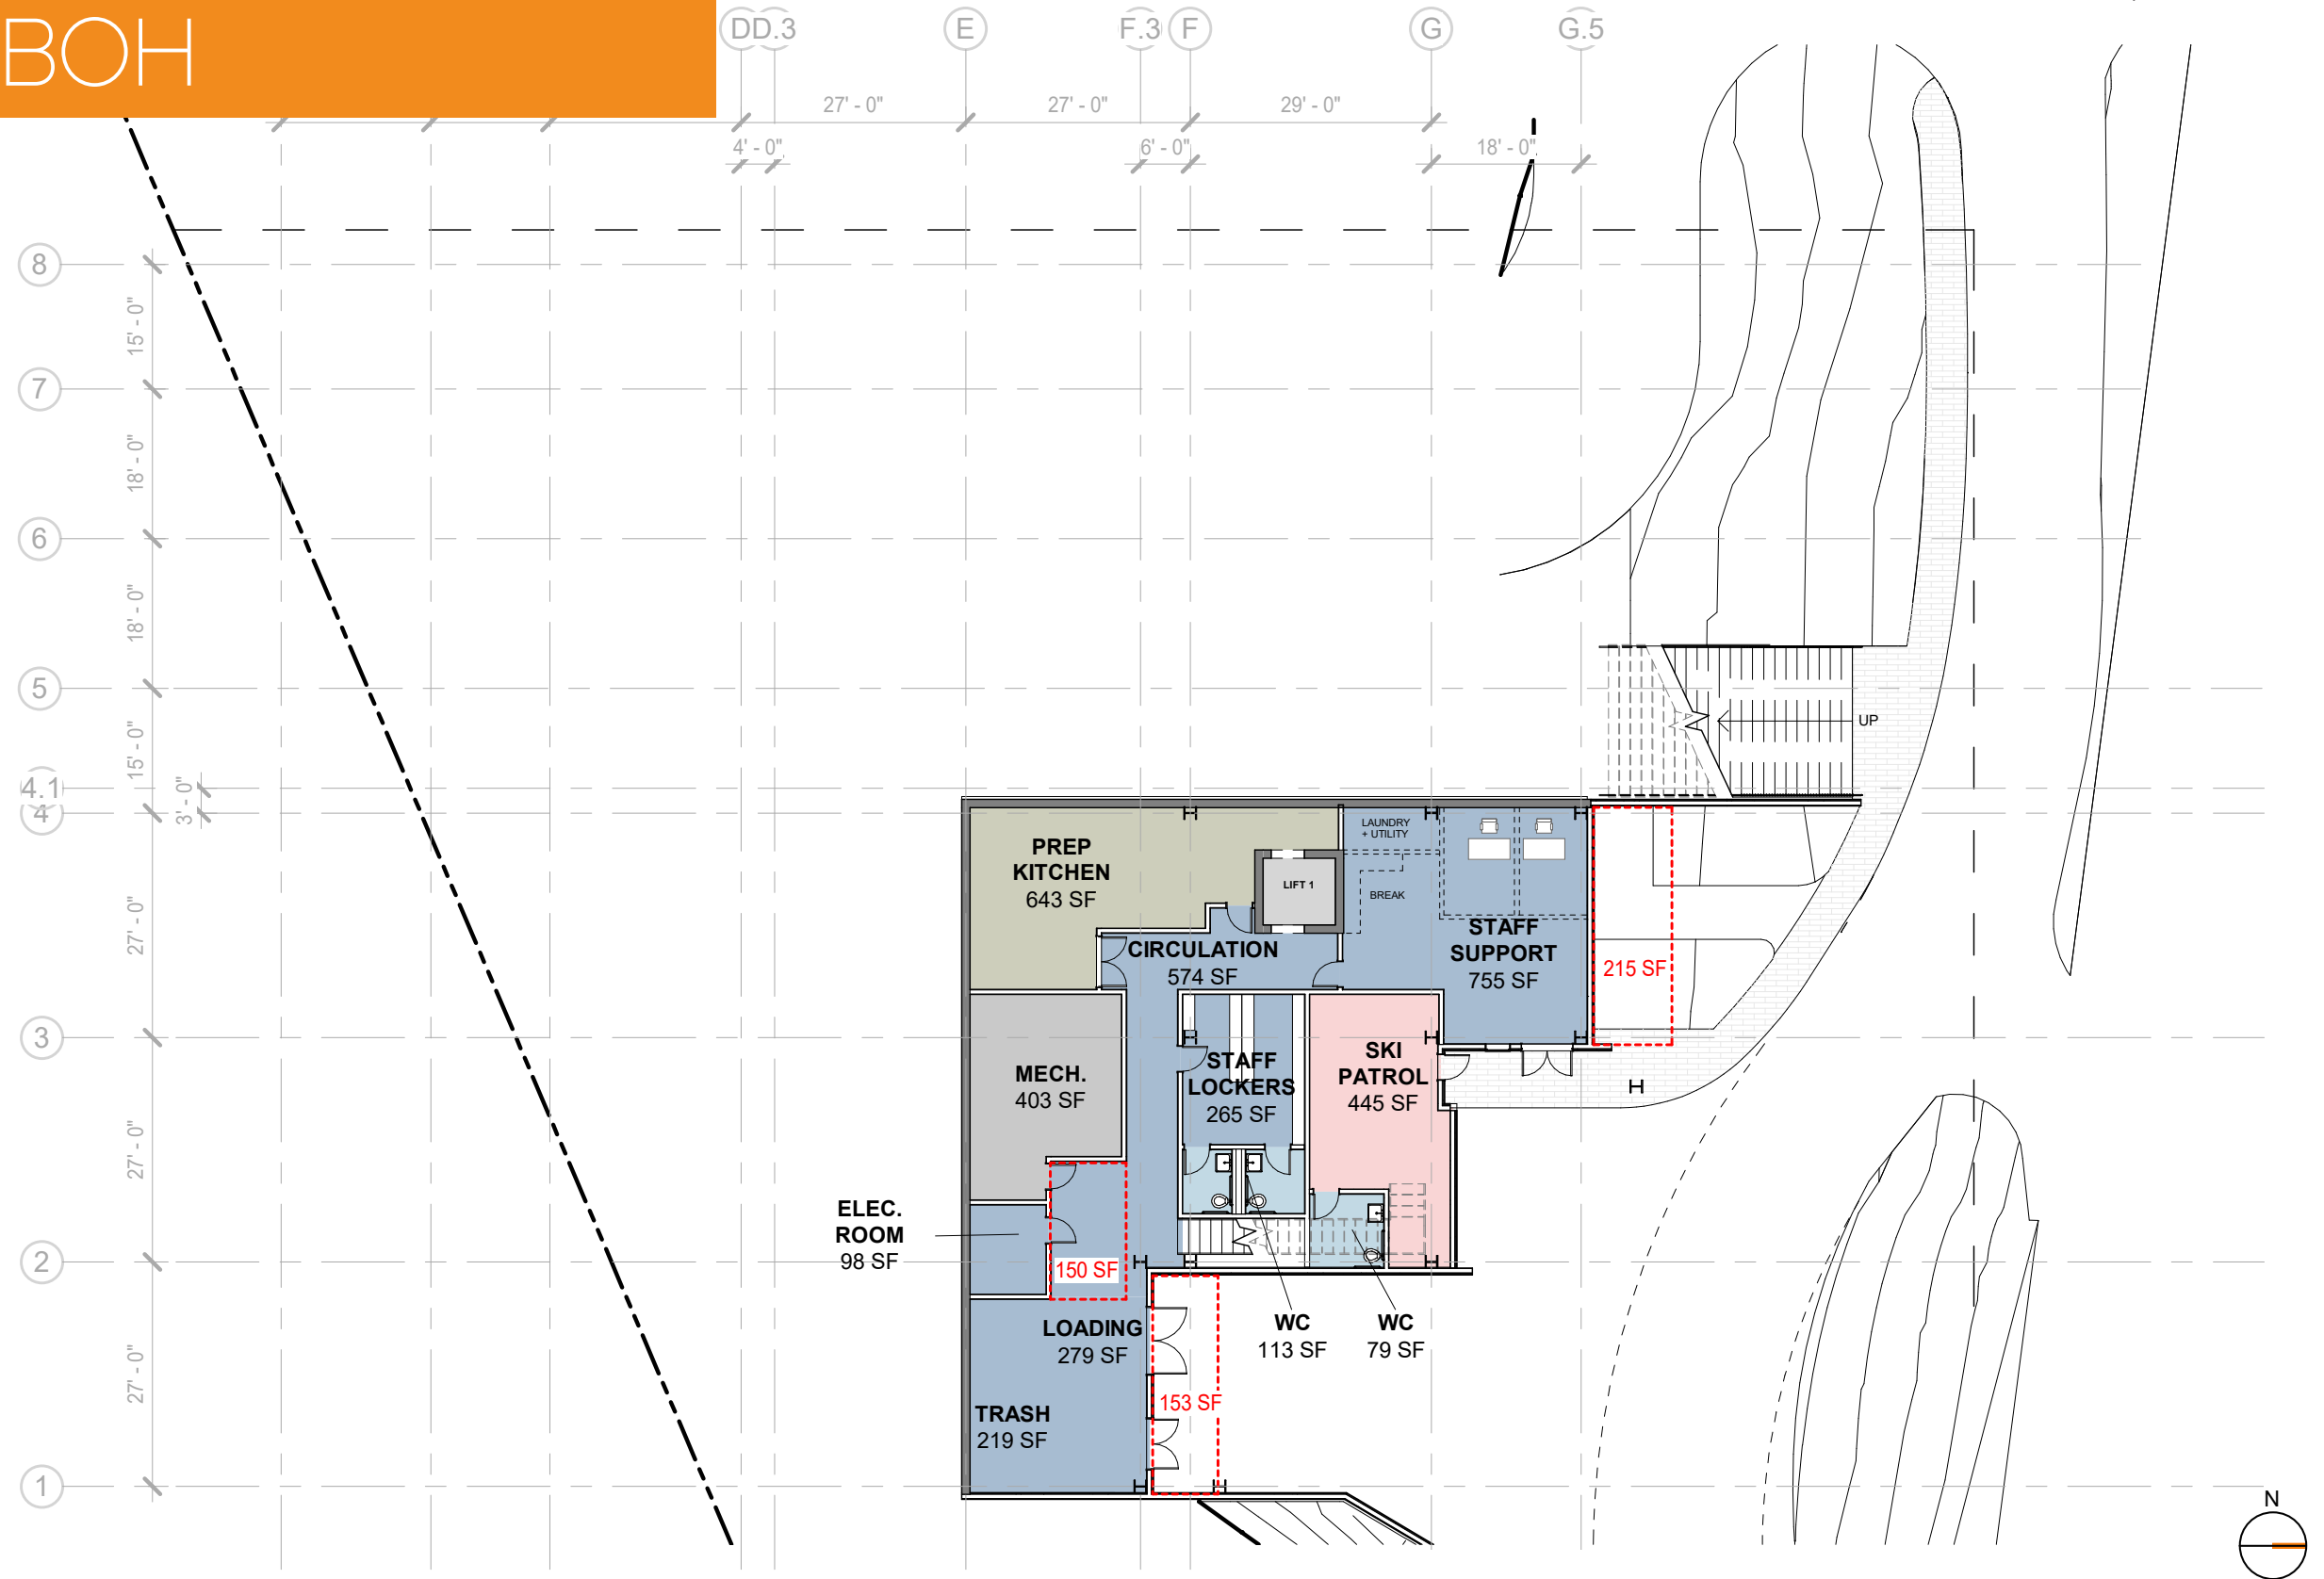 BOH
D
D.3
E
F.3
F
G
G.5
27' - 0"
27' - 0"
29' - 0"
4' - 0"
6' - 0"
18' - 0"
8
15' - 0"
7
18' - 0"
6
18' - 0"
5
15' - 0"
4.1
4
3' - 0"
27' - 0"
3
27' - 0"
2
27' - 0"
1
UP
PREP
KITCHEN
643 SF
LIFT 1
LAUNDRY
+ UTILITY
BREAK
STAFF
SUPPORT
755 SF
215 SF
CIRCULATION
574 SF
MECH.
403 SF
STAFF
LOCKERS
265 SF
SKI
PATROL
445 SF
ELEC.
ROOM
98 SF
150 SF
LOADING
279 SF
WC
113 SF
WC
79 SF
153 SF
TRASH
219 SF
N